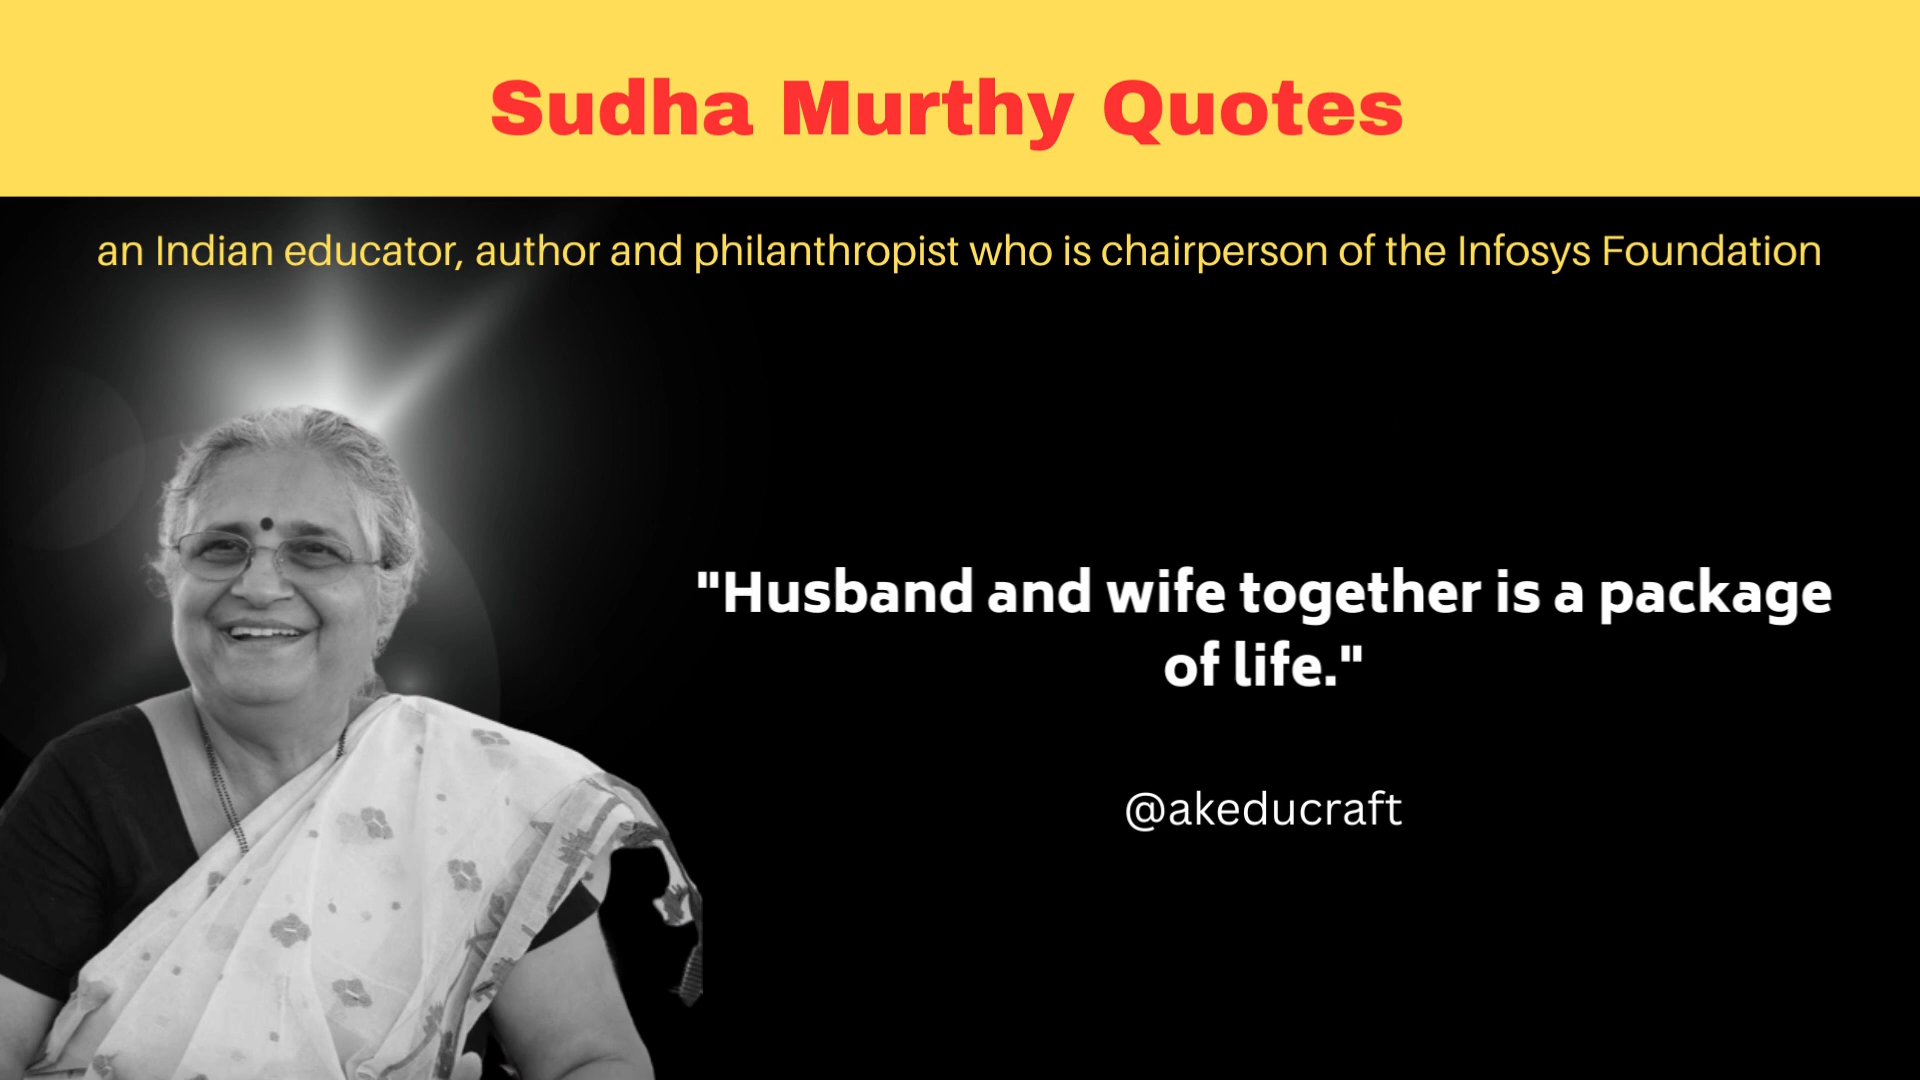 Sudha Murthy Quotes
an Indian educator, author and philanthropist who is chairperson of the Infosys Foundation
"Husband and wife together is a package
of life."
@akeducraft